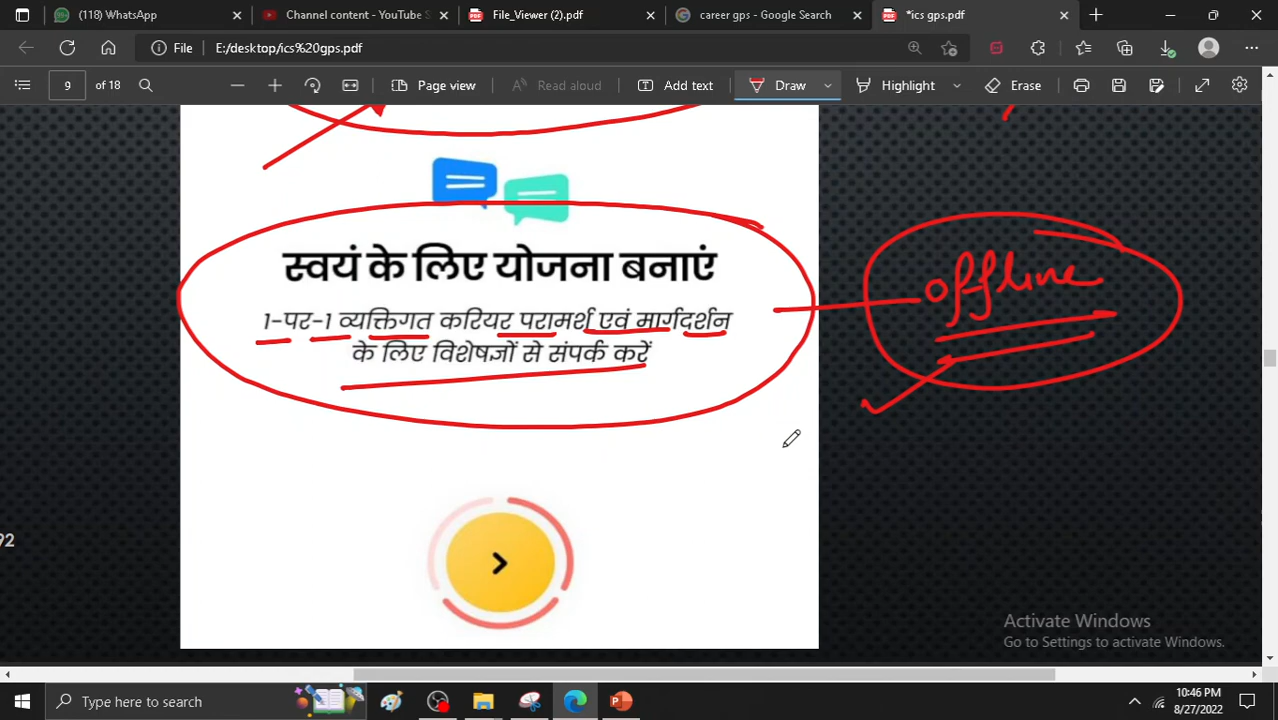 (118) WhatsApp
Channel content - YouTube S
File_Viewer (2).pdf
career gps - Google Search
*ics gps.pdf
File
E:/desktop/ics%20gps.pdf
9 of 18
Page view
Read aloud
Add text
Draw
Highlight
Erase
स्वयं के लिए योजना बनाएं
1-पर-1 व्यक्तिगत करियर परामर्श एवं मार्गदर्शन
के लिए विशेषज्ञों से संपर्क करें
offline
92
Activate Windows
Go to Settings to activate Windows.
Type here to search
10:46 PM
8/27/2022